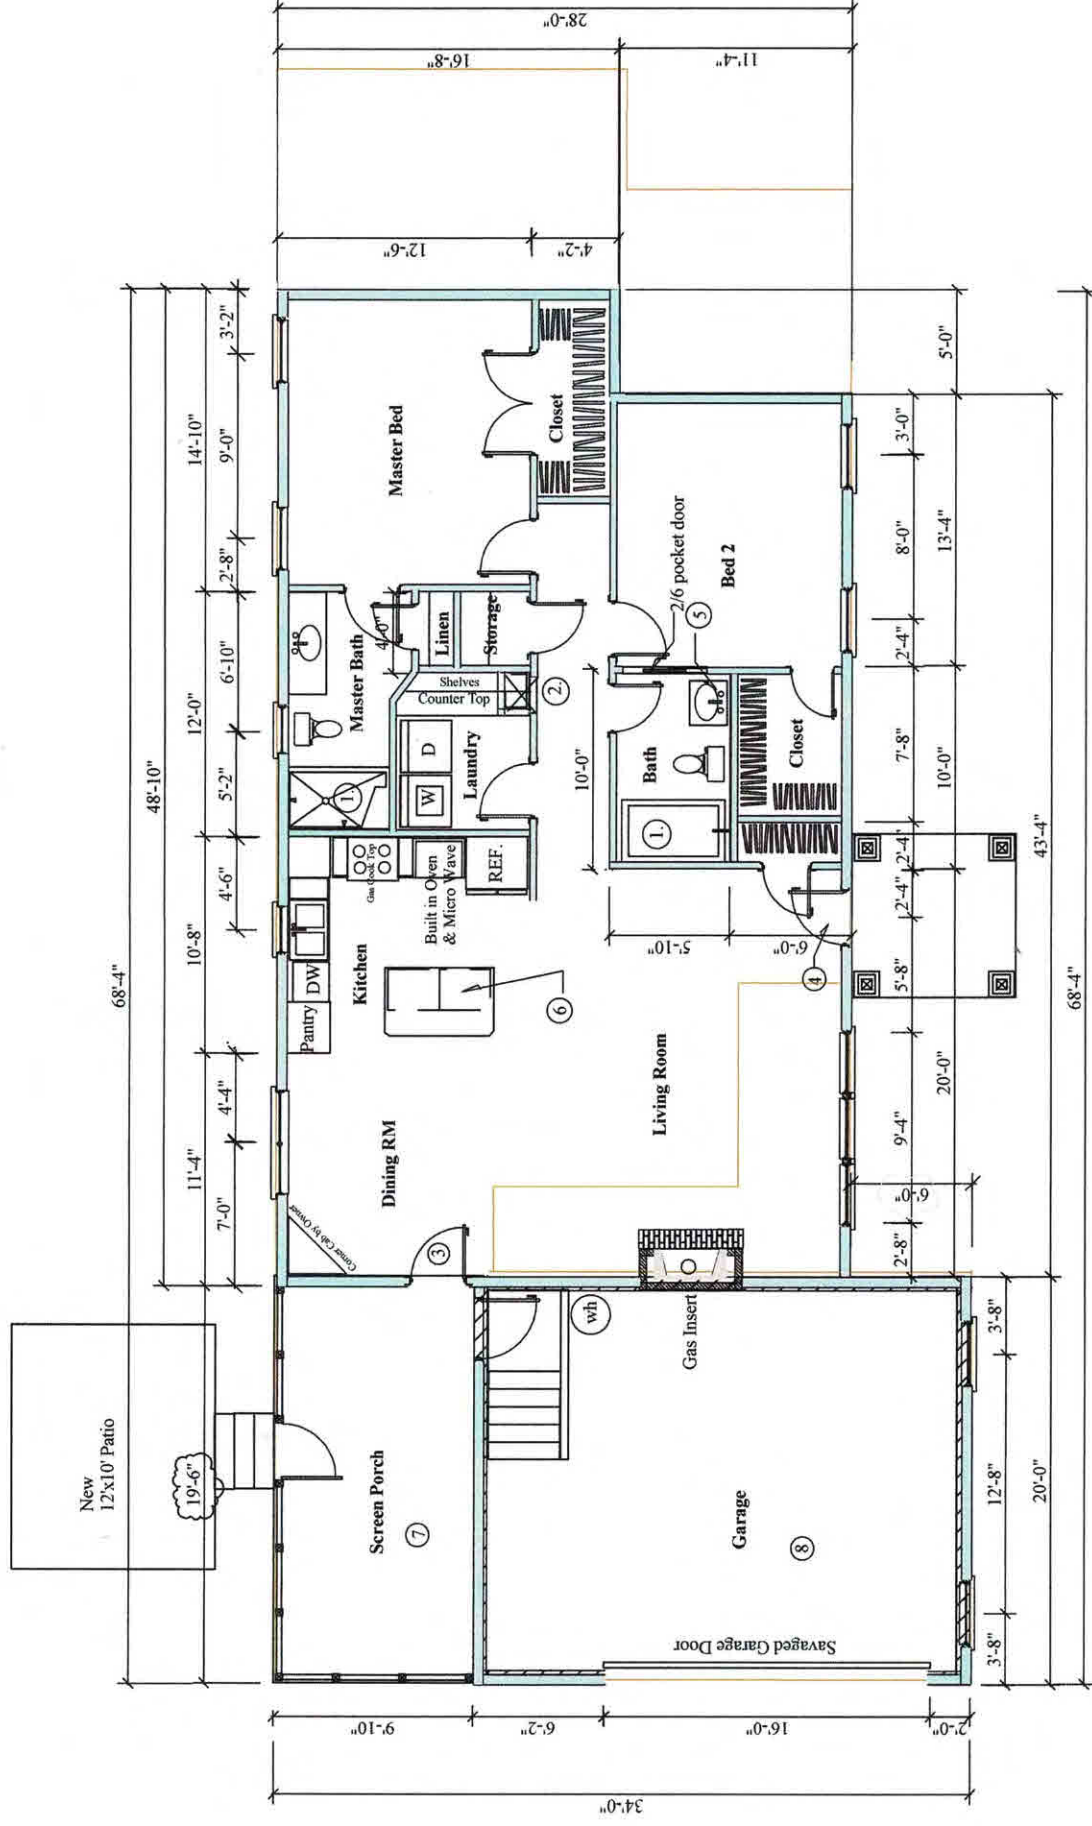 New
12'x10' Patio
68'-4"
48'-10"
19'-6"
11'-4"
10'-8"
12'-0"
14'-10"
7'-0"
4'-4"
4'-6"
5'-2"
6'-10"
2'-8"
9'-0"
3'-2"
34'-0"
9'-10"
6'-2"
16'-0"
2'-0"
28'-0"
16'-8"
11'-4"
12'-6"
4'-2"
Screen Porch
7
Corner Cab by Owner
Dining RM
3
Pantry
DW
Kitchen
Gas Cook Top
Built in Oven
& Micro Wave
REF.
6
1.
Master Bath
4'-0"
W
D
Laundry
Shelves
Counter Top
Linen
Storage
2.
Master Bed
Closet
wh
Gas Insert
Garage
8
Savaged Garage Door
Living Room
10'-0"
5'-10"
6'-0"
4
Bath
1.
Closet
2/6 pocket door
5
Bed 2
6'-0"
3'-8"
12'-8"
3'-8"
20'-0"
2'-8"
9'-4"
5'-8"
2'-4"
2'-4"
7'-8"
2'-4"
8'-0"
3'-0"
20'-0"
10'-0"
13'-4"
5'-0"
43'-4"
68'-4"